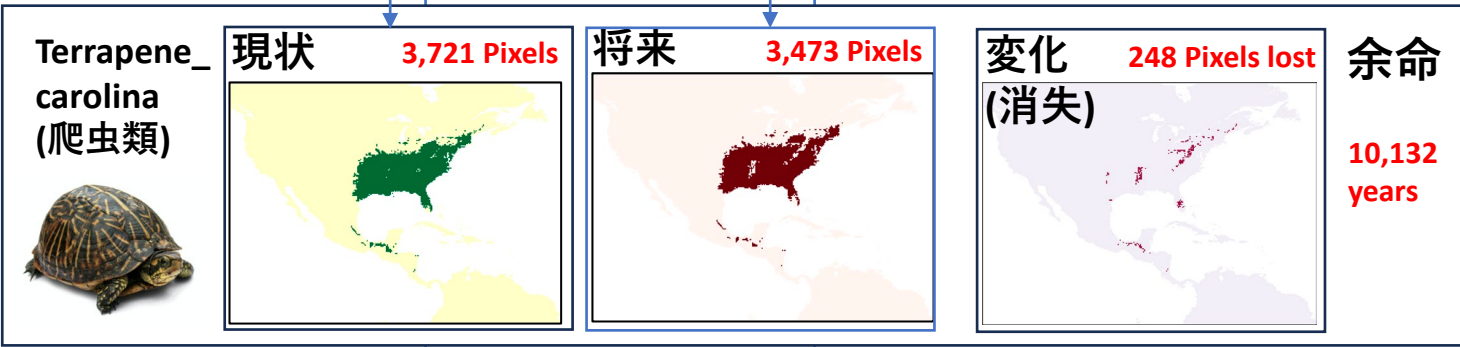 Terrapene_
carolina
(爬虫類)
現状
3,721 Pixels
将来
3,473 Pixels
変化
(消失)
248 Pixels lost
余命
10,132
years